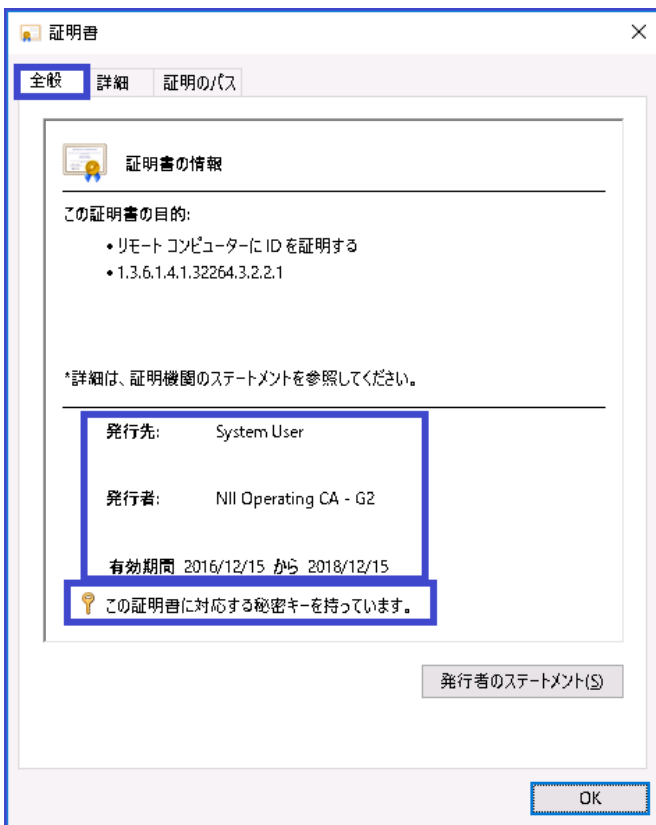 証明書
全般 詳細 証明のパス
証明書の情報
この証明書の目的:
• リモート コンピューターに ID を証明する
• 1.3.6.1.4.1.32264.3.2.2.1
*詳細は、証明機関のステートメントを参照してください。
発行先: System User
発行者: NII Operating CA - G2
有効期間 2016/12/15 から 2018/12/15
この証明書に対応する秘密キーを持っています。
発行者のステートメント(S)
OK